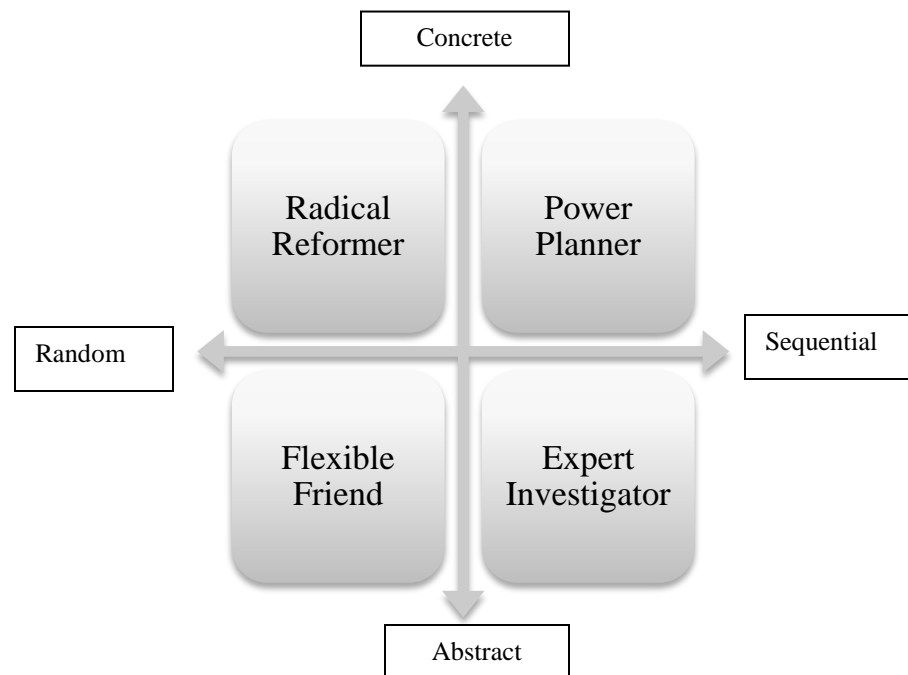 Concrete
Radical
Reformer
Power
Planner
Random
Sequential
Flexible
Friend
Expert
Investigator
Abstract